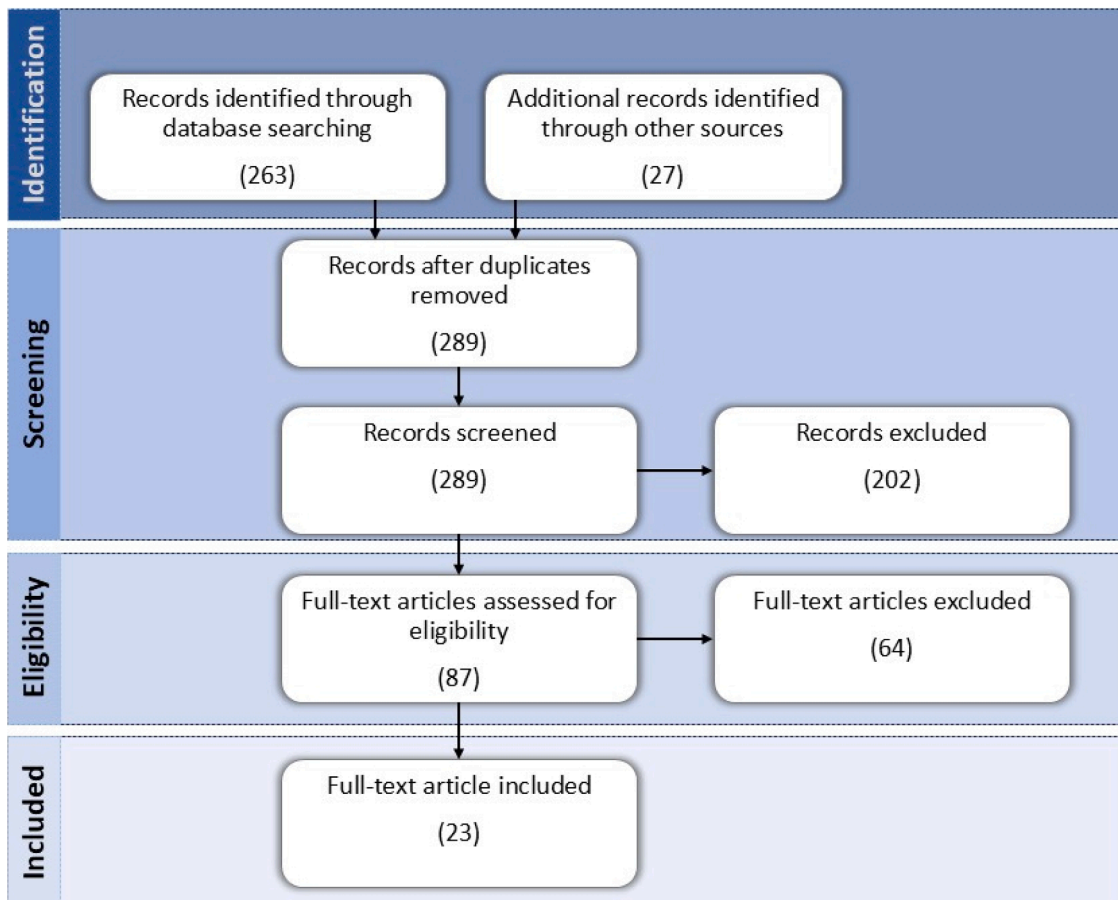 Identification
Records identified through
database searching
(263)
Additional records identified
through other sources
(27)
Screening
Records after duplicates
removed
(289)
Records screened
(289)
Records excluded
(202)
Eligibility
Full-text articles assessed for
eligibility
(87)
Full-text articles excluded
(64)
Included
Full-text article included
(23)